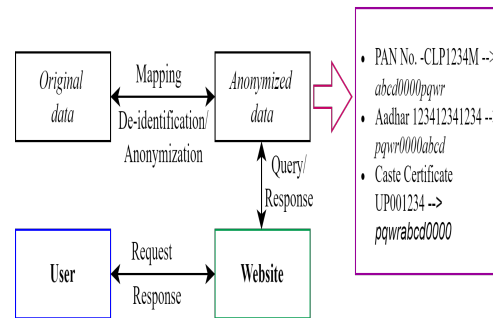 Original
data
Mapping
De-identification/
Anonymization
Anonymized
data
• PAN No. -CLP1234M -->
abcd0000pqwr
• Aadhar 123412341234 -->
pqwr0000abcd
• Caste Certificate
UP001234 -->
pqwrabcd0000
Query/
Response
User
Request
Response
Website